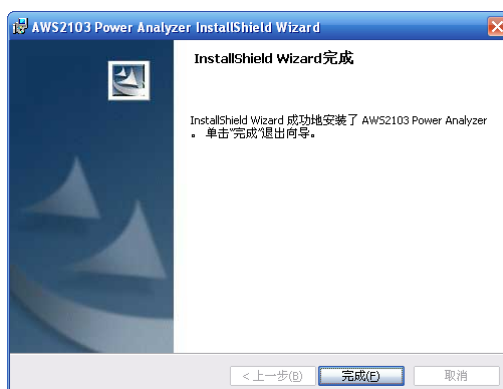 AWS2103 Power Analyzer InstallShield Wizard
InstallShield Wizard完成
InstallShield Wizard 成功地安装了 AWS2103 Power Analyzer
。 单击“完成”退出向导。
< 上一步(B)
完成(F)
取消